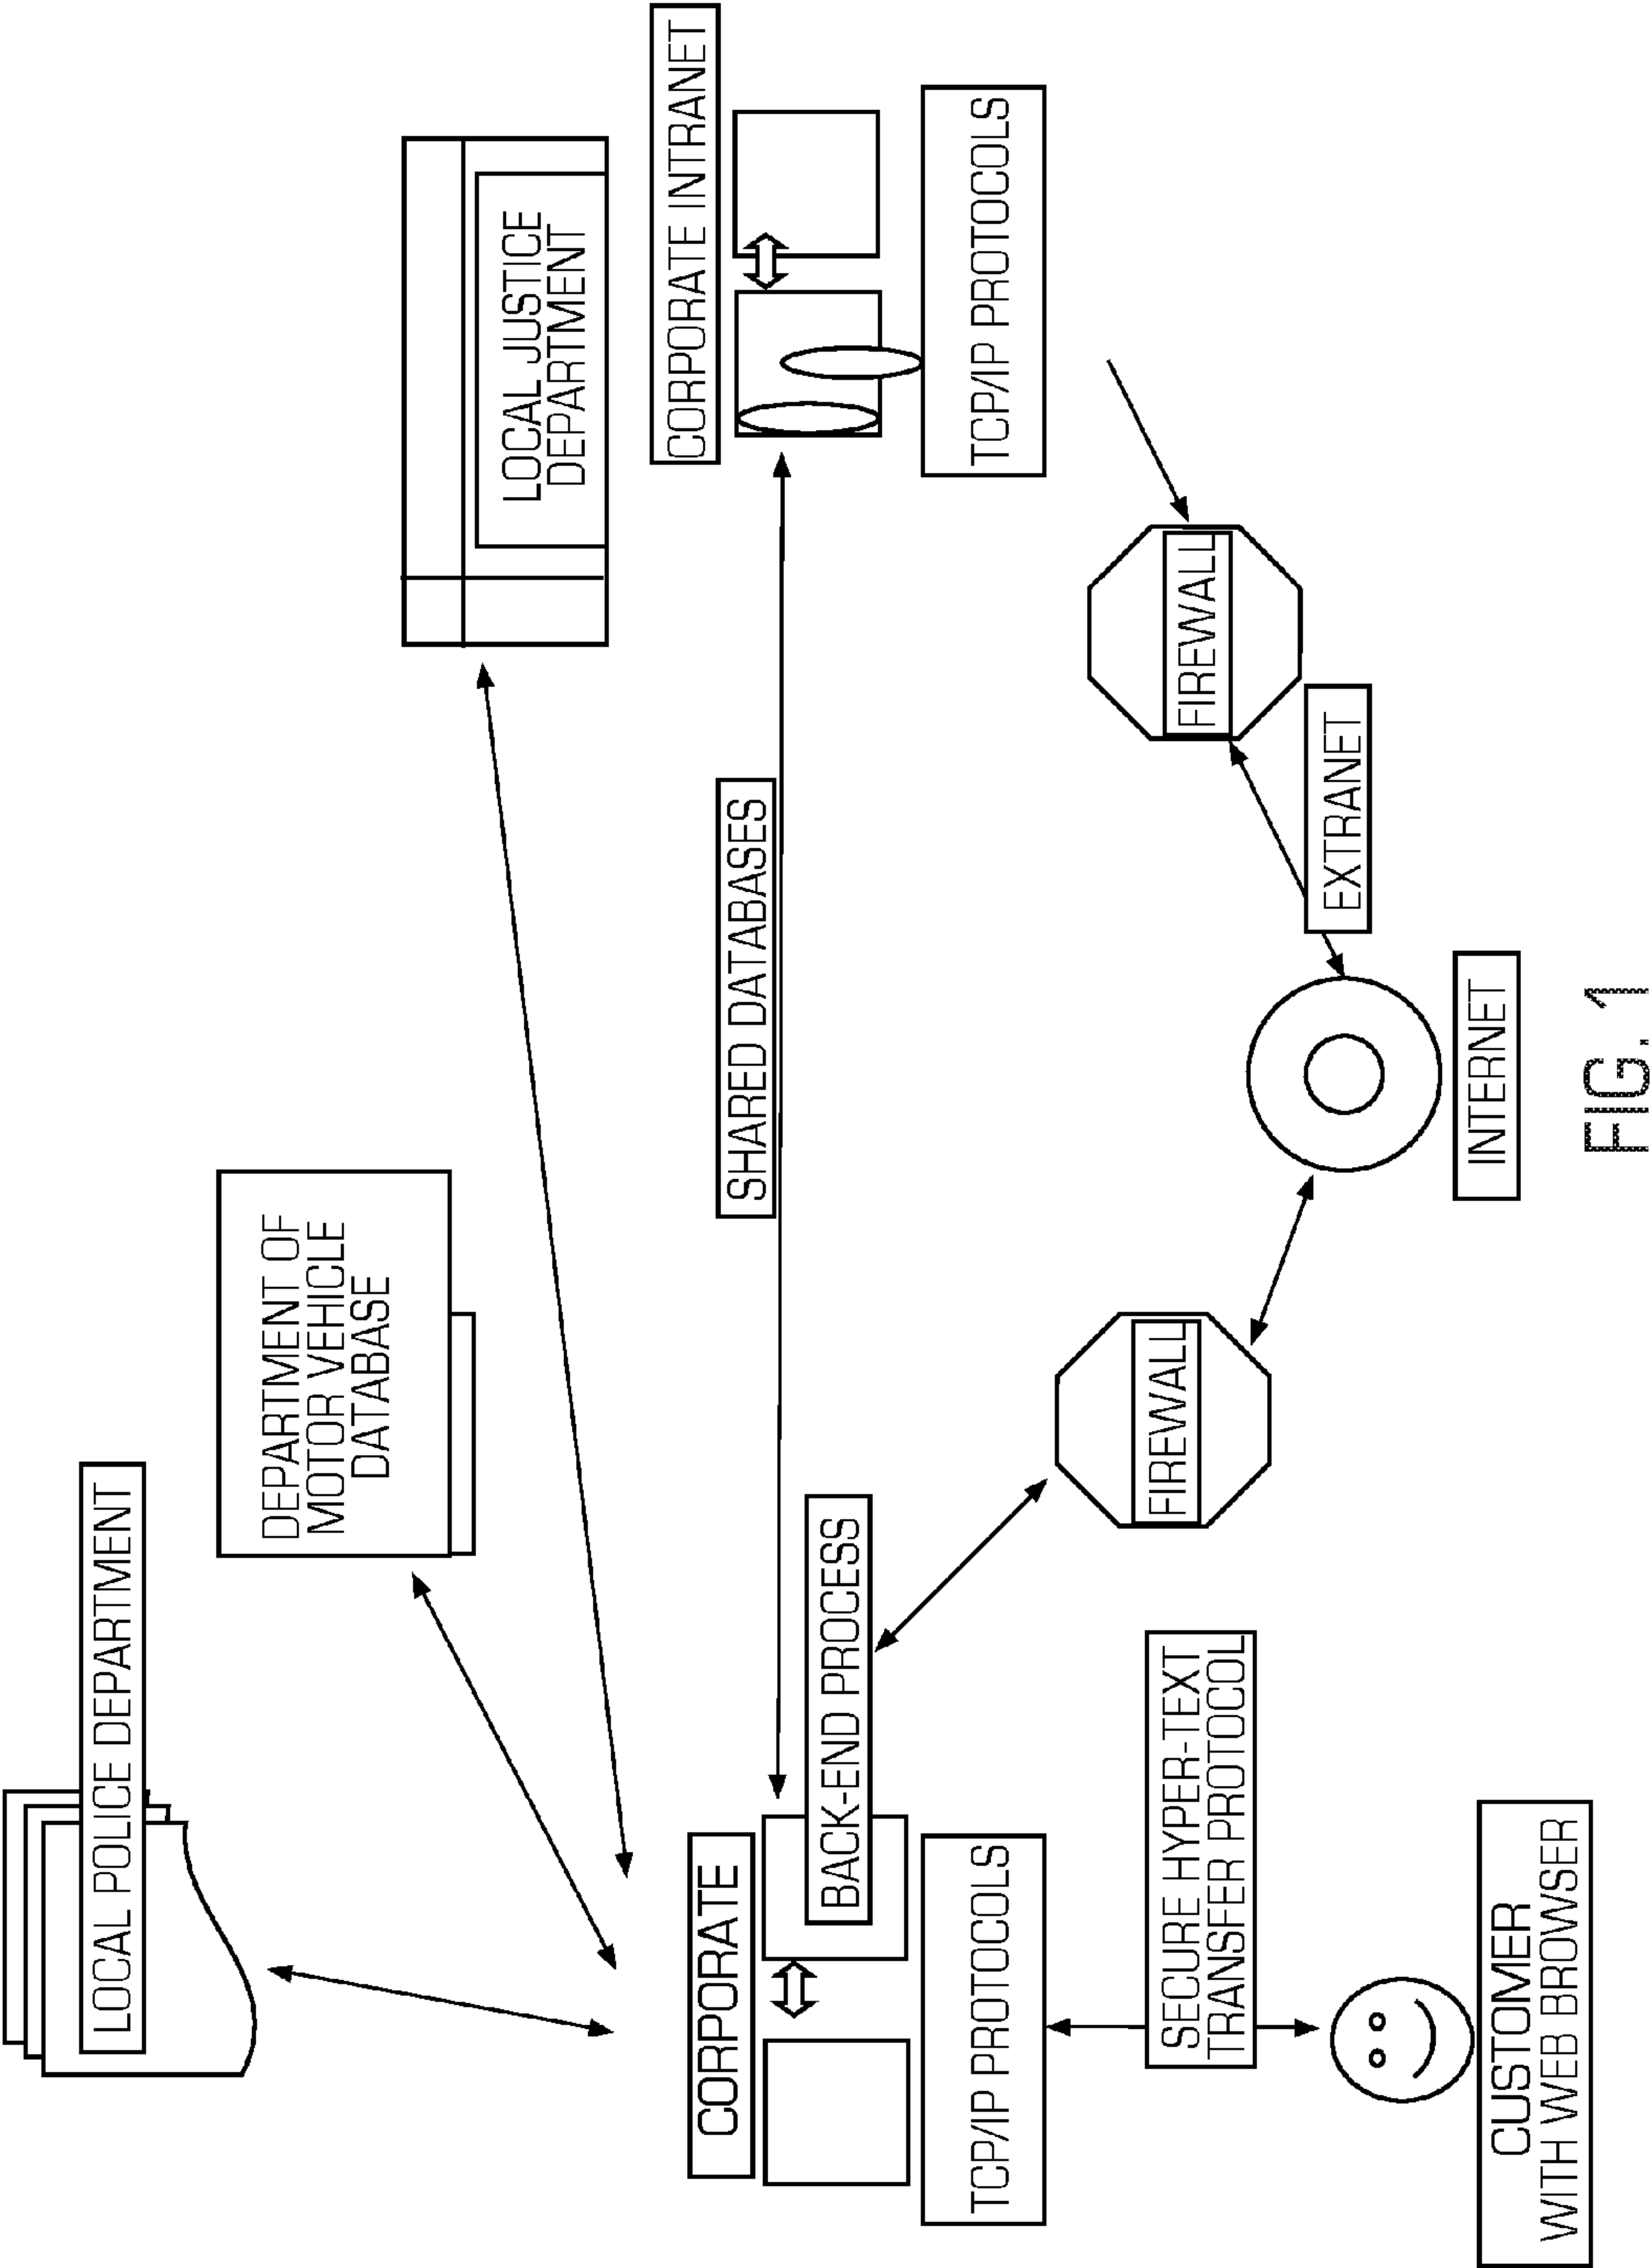 LOCAL POLICE DEPARTMENT
DEPARTMENT OF
MOTOR VEHICLE
DATABASE
LOCAL JUSTICE
DEPARTMENT
CORPORATE
BACK-END PROCESS
SHARED DATABASES
CORPORATE INTRANET
TCP/IP PROTOCOLS
TCP/IP PROTOCOLS
SECURE HYPER-TEXT
TRANSFER PROTOCOL
FIREWALL
FIREWALL
EXTRANET
INTERNET
CUSTOMER
WITH WEB BROWSER
FIG. 1